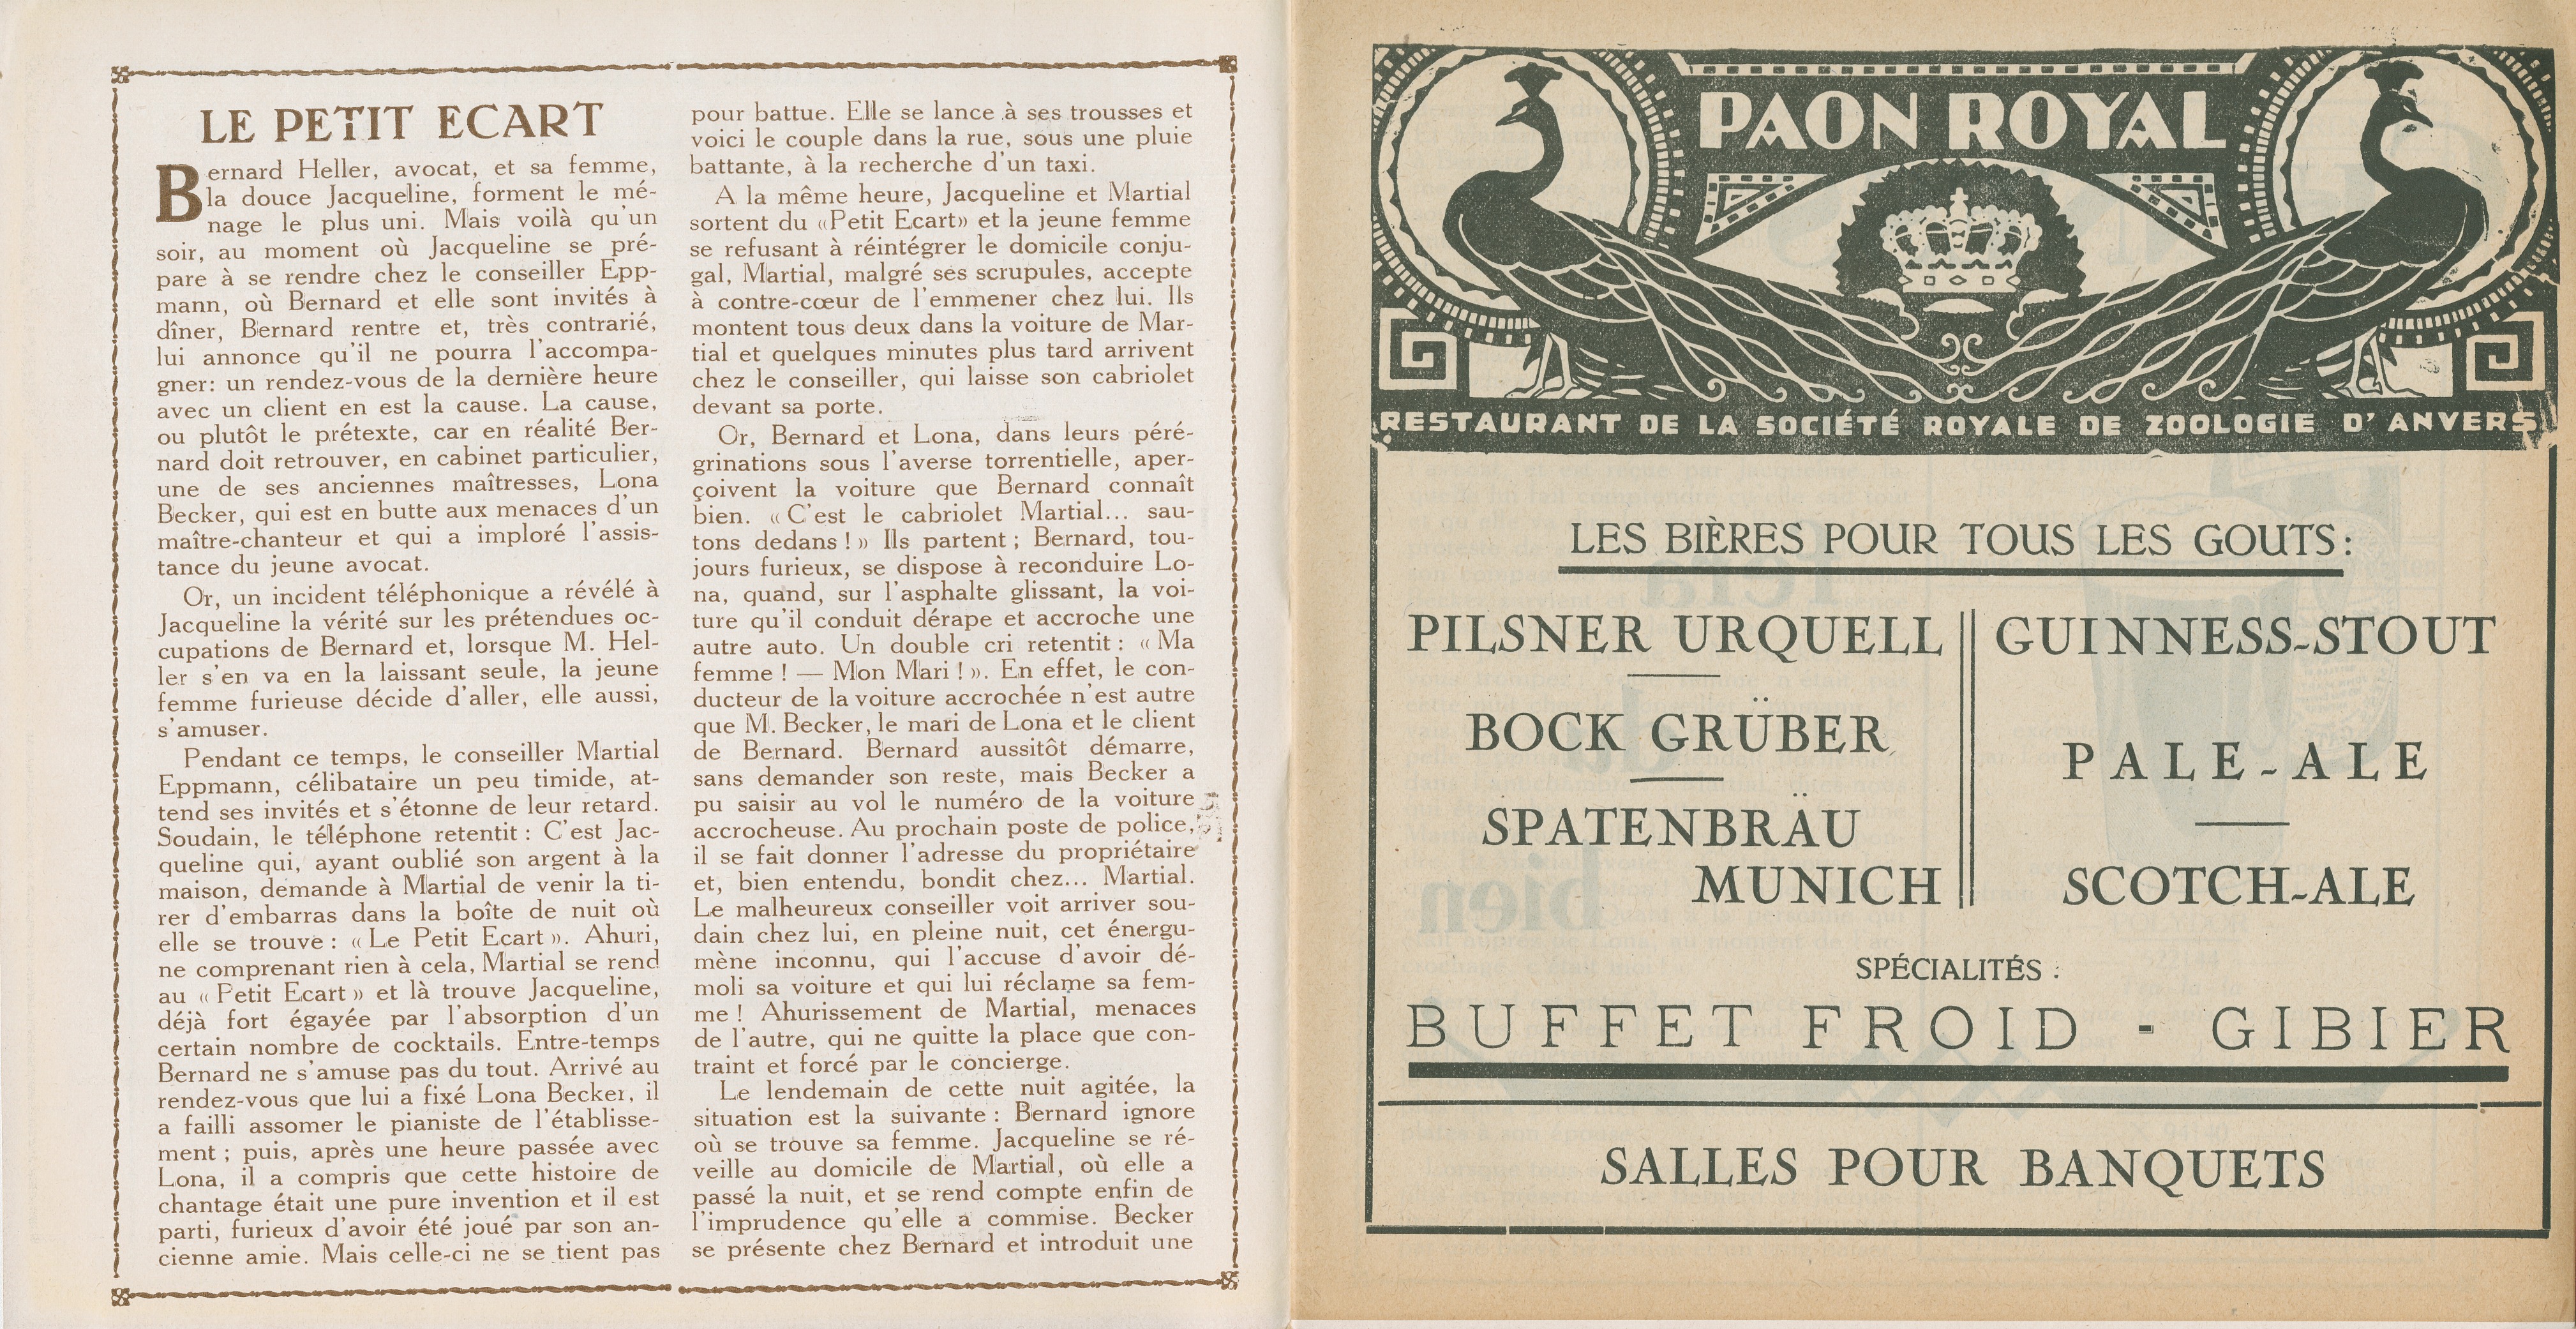 LE PETIT ECART
Bernard Heller, avocat, et sa femme,
la douce Jacqueline, forment le mé-
nage le plus uni. Mais voilà qu'un
soir, au moment où Jacqueline se pré-
pare à se rendre chez le conseiller Epp-
mann, où Bernard et elle sont invités à
dîner, Bernard rentre et, très contrarié,
lui annonce qu'il ne pourra l'accompa-
gner: un rendez-vous de la dernière heure
avec un client en est la cause. La cause,
ou plutôt le prétexte, car en réalité Ber-
nard doit retrouver, en cabinet particulier,
une de ses anciennes maîtresses, Lona
Becker, qui est en butte aux menaces d'un
maître-chanteur et qui a imploré l'assis-
tance du jeune avocat.
Or, un incident téléphonique a révélé à
Jacqueline la vérité sur les prétendues oc-
cupations de Bernard et, lorsque M. Hel-
ler s'en va en la laissant seule, la jeune
femme furieuse décide d'aller, elle aussi,
s'amuser.
Pendant ce temps, le conseiller Martial
Eppmann, célibataire un peu timide, at-
tend ses invités et s'étonne de leur retard.
Soudain, le téléphone retentit : C'est Jac-
queline qui, ayant oublié son argent à la
maison, demande à Martial de venir la ti-
rer d'embarras dans la boîte de nuit où
elle se trouve : « Le Petit Ecart ». Ahuri,
ne comprenant rien à cela, Martial se rend
au « Petit Ecart » et là trouve Jacqueline,
déjà fort égayée par l'absorption d'un
certain nombre de cocktails. Entre-temps
Bernard ne s'amuse pas du tout. Arrivé au
rendez-vous que lui a fixé Lona Becker, il
a failli assomer le pianiste de l'établisse-
ment ; puis, après une heure passée avec
Lona, il a compris que cette histoire de
chantage était une pure invention et il est
parti, furieux d'avoir été joué par son an-
cienne amie. Mais celle-ci ne se tient pas
pour battue. Elle se lance à ses trousses et
voici le couple dans la rue, sous une pluie
battante, à la recherche d'un taxi.
A la même heure, Jacqueline et Martial
sortent du «Petit Ecart» et la jeune femme
se refusant à réintégrer le domicile conju-
gal, Martial, malgré ses scrupules, accepte
à contre-cœur de l'emmener chez lui. Ils
montent tous deux dans la voiture de Mar-
tial et quelques minutes plus tard arrivent
chez le conseiller, qui laisse son cabriolet
devant sa porte.
Or, Bernard et Lona, dans leurs péré-
grinations sous l'averse torrentielle, aper-
çoivent la voiture que Bernard connaît
bien. « C'est le cabriolet Martial... sau-
tons dedans ! » Ils partent ; Bernard, tou-
jours furieux, se dispose à reconduire Lo-
na, quand, sur l'asphalte glissant, la voi-
ture qu'il conduit dérape et accroche une
autre auto. Un double cri retentit : « Ma
femme ! — Mon Mari ! ». En effet, le con-
ducteur de la voiture accrochée n'est autre
que M. Becker, le mari de Lona et le client
de Bernard. Bernard aussitôt démarre,
sans demander son reste, mais Becker a
pu saisir au vol le numéro de la voiture
accrocheuse. Au prochain poste de police,
il se fait donner l'adresse du propriétaire
et, bien entendu, bondit chez... Martial.
Le malheureux conseiller voit arriver sou-
dain chez lui, en pleine nuit, cet énergu-
mène inconnu, qui l'accuse d'avoir dé-
moli sa voiture et qui lui réclame sa fem-
me ! Ahurissement de Martial, menaces
de l'autre, qui ne quitte la place que con-
traint et forcé par le concierge.
Le lendemain de cette nuit agitée, la
situation est la suivante : Bernard ignore
où se trouve sa femme. Jacqueline se ré-
veille au domicile de Martial, où elle a
passé la nuit, et se rend compte enfin de
l'imprudence qu'elle a commise. Becker
se présente chez Bernard et introduit une
PAON ROYAL
RESTAURANT DE LA SOCIÉTÉ ROYALE DE ZOOLOGIE D'ANVERS
LES BIÈRES POUR TOUS LES GOUTS:
PILSNER URQUELL
BOCK GRÜBER
SPATENBRÄU
MUNICH
GUINNESS-STOUT
PALE-ALE
SCOTCH-ALE
SPÉCIALITÉS :
BUFFET FROID - GIBIER
SALLES POUR BANQUETS